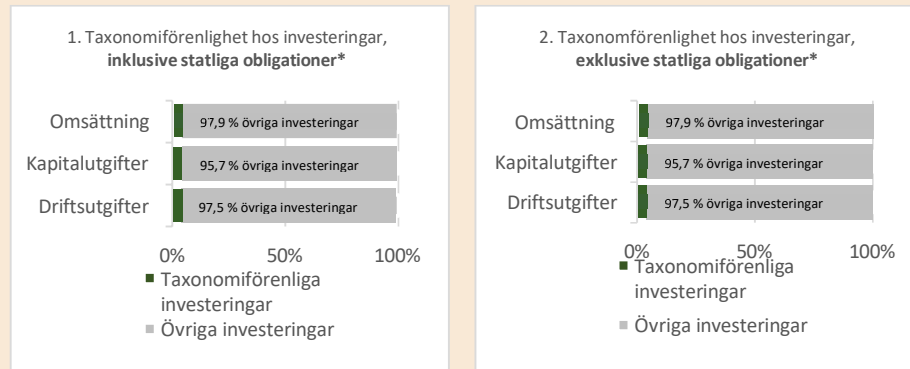 1. Taxonomiförenlighet hos investeringar,
inklusive statliga obligationer*
Omsättning
97,9 % övriga investeringar
Kapitalutgifter
95,7 % övriga investeringar
Driftsutgifter
97,5 % övriga investeringar
0%
50%
100%
Taxonomiförenliga
investeringar
Övriga investeringar
2. Taxonomförenlighet hos investeringar,
exklusive statliga obligationer*
Omsättning
97,9 % övriga investeringar
Kapitalutgifter
95,7 % övriga investeringar
Driftsutgifter
97,5 % övriga investeringar
0%
50%
100%
Taxonomiförenliga
investeringar
Övriga investeringar